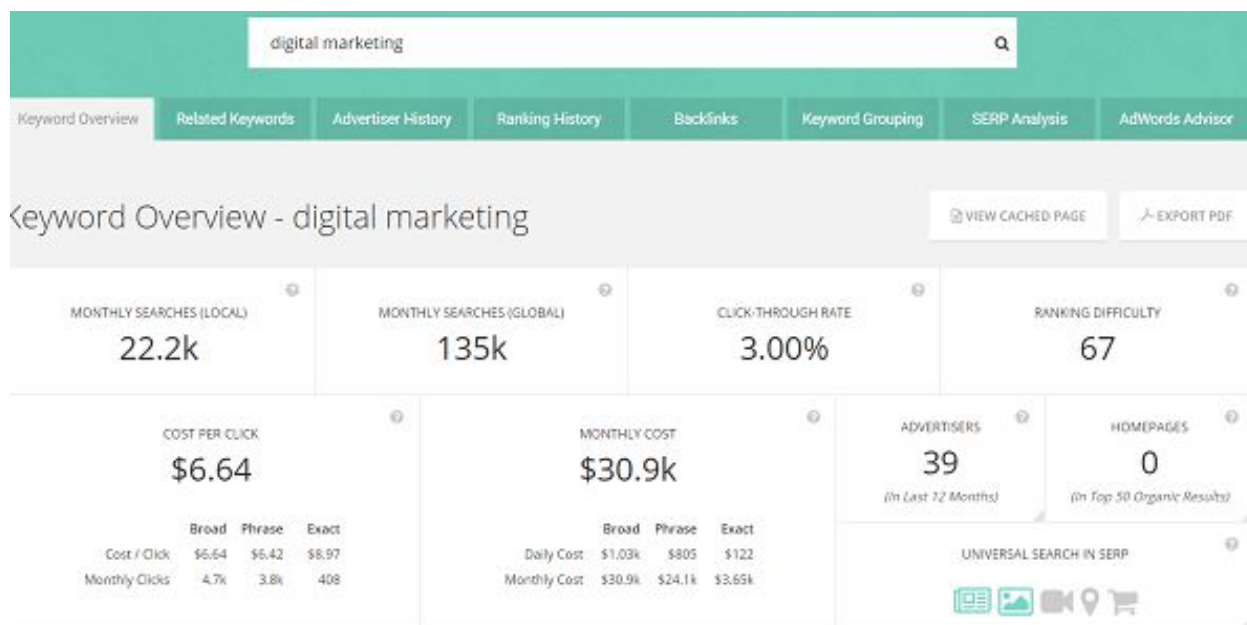 digital marketing
Keyword Overview Related Keywords Advertiser History Ranking History Backlinks Keyword Grouping SERP Analysis AdWords Advisor
Keyword Overview - digital marketing
VIEW CACHED PAGE EXPORT PDF
MONTHLY SEARCHES (LOCAL) MONTHLY SEARCHES (GLOBAL) CLICK-THROUGH RATE RANKING DIFFICULTY
22.2k 135k 3.00% 67
COST PER CLICK MONTHLY COST ADVERTISERS HOMEPAGES
$6.64 $30.9k 39 0
(In Last 12 Months) (In Top 50 Organic Results)
Broad Phrase Exact Broad Phrase Exact
Cost / Click $6.64 $6.42 $8.97 Daily Cost $1.03k $805 $122 UNIVERSAL SEARCH IN SERP
Monthly Clicks 4.7k 3.8k 408 Monthly Cost $30.9k $24.1k $3.65k